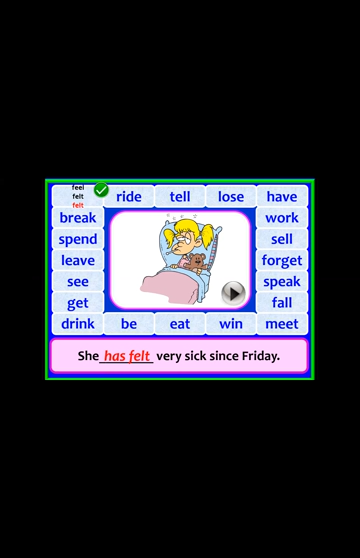 feel
felt
felt
ride tell lose have
break work
spend sell
leave forget
see speak
get fall
drink be eat win meet
She has felt very sick since Friday.